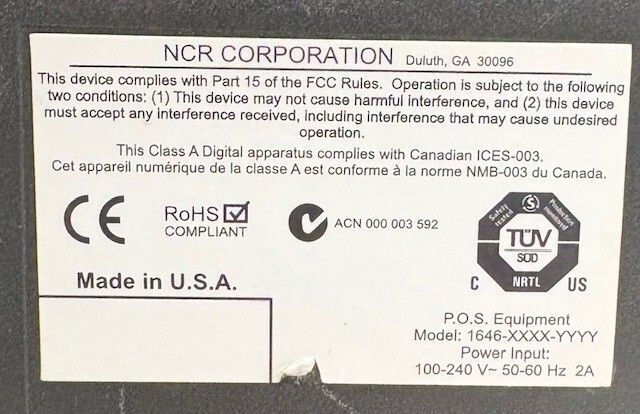 NCR CORPORATION Duluth, GA 30096
This device complies with Part 15 of the FCC Rules. Operation is subject to the following
two conditions: (1) This device may not cause harmful interference, and (2) this device
must accept any interference received, including interference that may cause undesired
operation.
This Class A Digital apparatus complies with Canadian ICES-003.
Cet appareil numérique de la classe A est conforme à la norme NMB-003 du Canada.
CE
RoHS
COMPLIANT
ACN 000 003 592
Safety tested
S
Production monitored
TÜV
SÜD
C NRTL US
Made in U.S.A.
P.O.S. Equipment
Model: 1646-XXXX-YYYY
Power Input:
100-240 V~ 50-60 Hz 2A